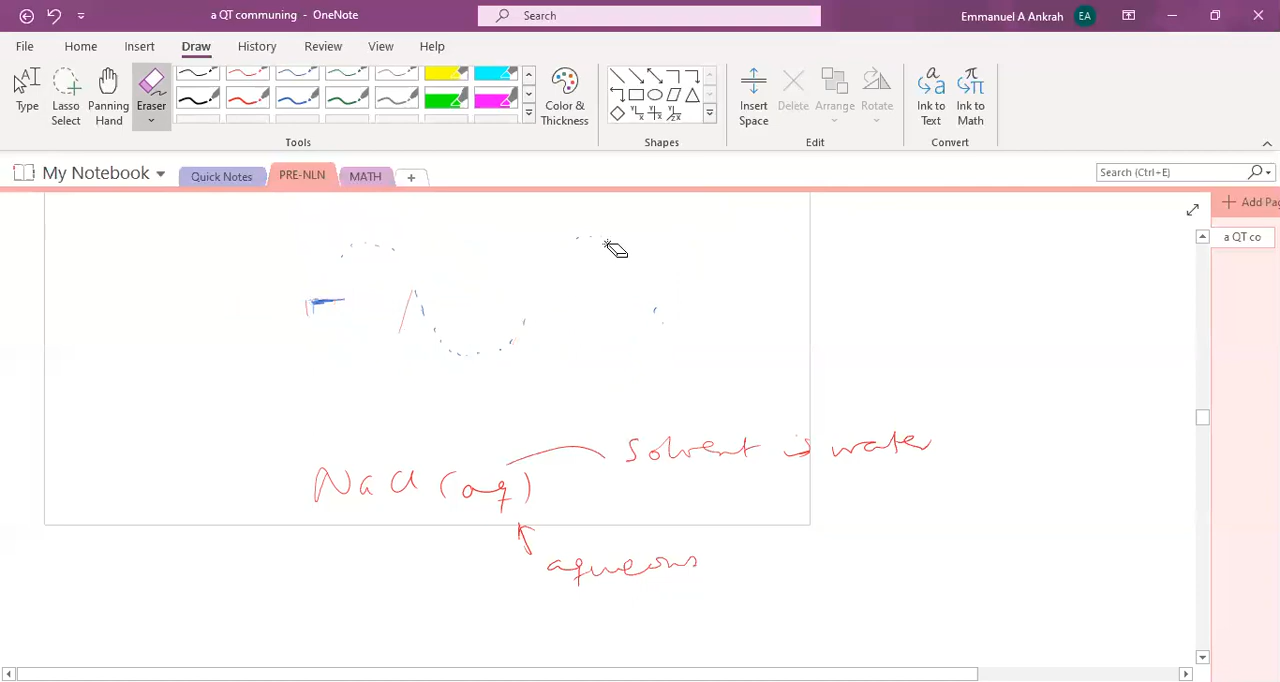 a QT communing - OneNote
Search
Emmanuel A Ankrah
EA
File Home Insert Draw History Review View Help
Type
Lasso Select
Panning Hand
Eraser
Color & Thickness
Insert Space
Delete
Arrange
Rotate
Ink to Text
Ink to Math
Tools
Shapes
Edit
Convert
My Notebook
Quick Notes
PRE-NLN
MATH
+
Search (Ctrl+E)
Add Pag
a QT co
Solvent is water
NaCl (aq)
aqueous